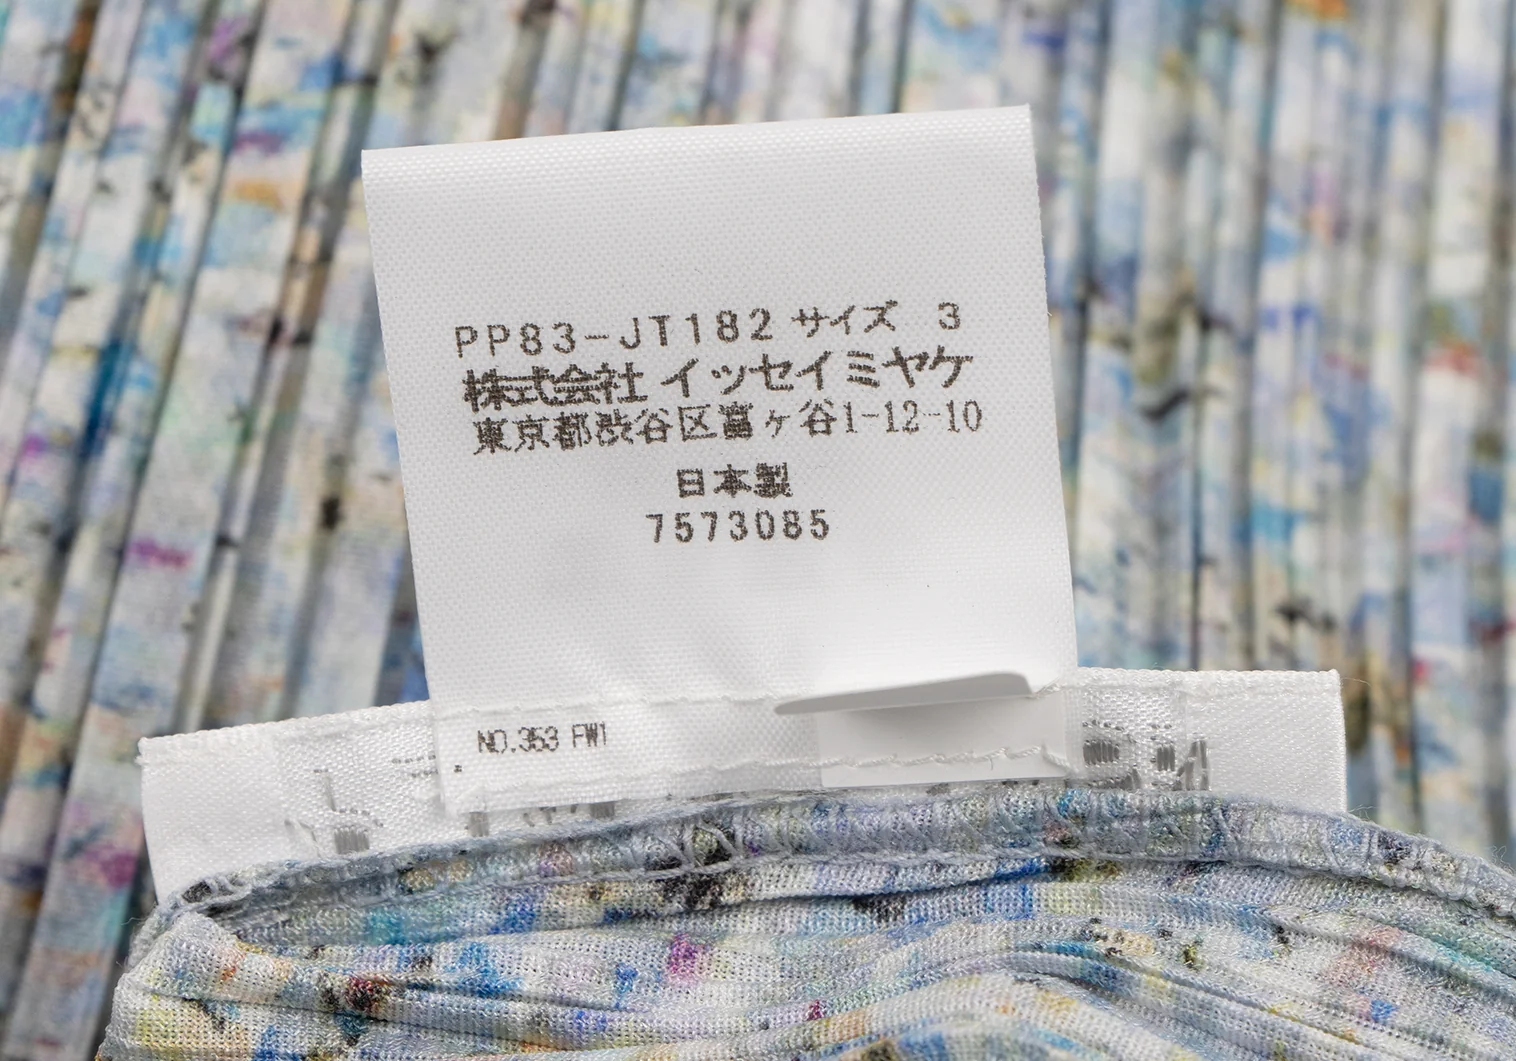 PP83-JT182 サイズ 3
株式会社 イッセイミヤケ
東京都渋谷区富ヶ谷1-12-10
日本製
7573085
NO.353 FW1